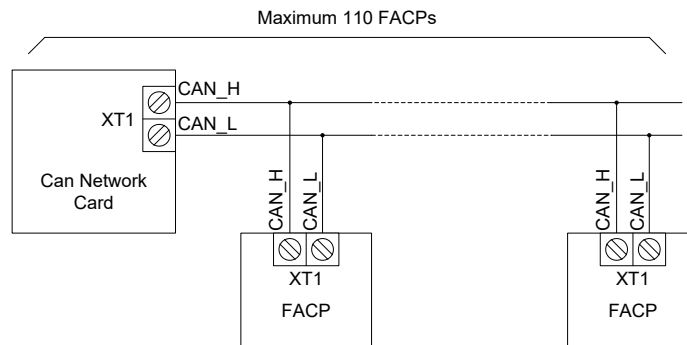 Maximum 110 FACPs
CAN_H
XT1
CAN_L
Can Network
Card
CAN_H
CAN_L
CAN_H
CAN_L
XT1
XT1
FACP
FACP